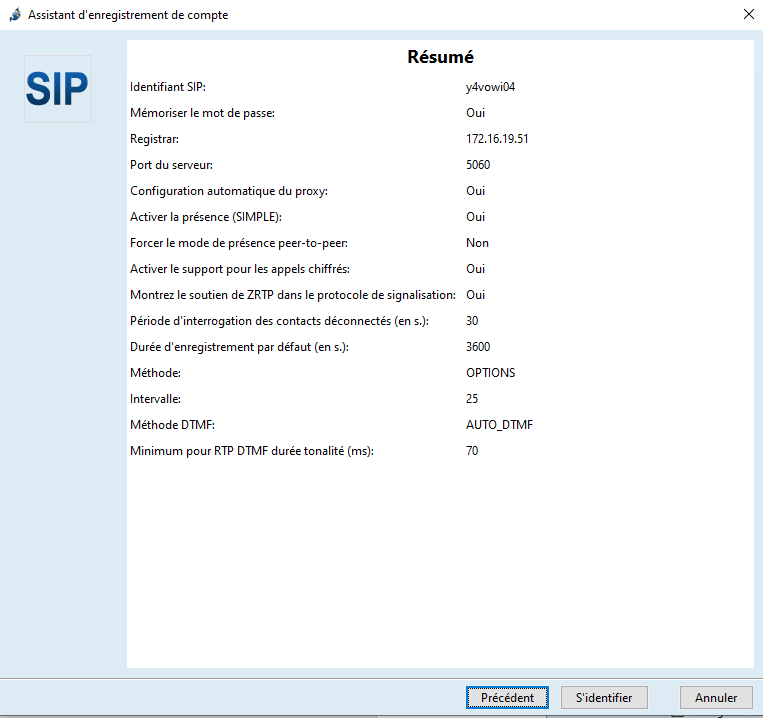 Assistant d'enregistrement de compte
SIP
Résumé
Identifiant SIP: y4vowi04
Mémoriser le mot de passe: Oui
Registrar: 172.16.19.51
Port du serveur: 5060
Configuration automatique du proxy: Oui
Activer la présence (SIMPLE): Oui
Forcer le mode de présence peer-to-peer: Non
Activer le support pour les appels chiffrés: Oui
Montrez le soutien de ZRTP dans le protocole de signalisation: Oui
Période d'interrogation des contacts déconnectés (en s.): 30
Durée d'enregistrement par défaut (en s.): 3600
Méthode: OPTIONS
Intervalle: 25
Méthode DTMF: AUTO_DTMF
Minimum pour RTP DTMF durée tonalité (ms): 70
Précédent S'identifier Annuler